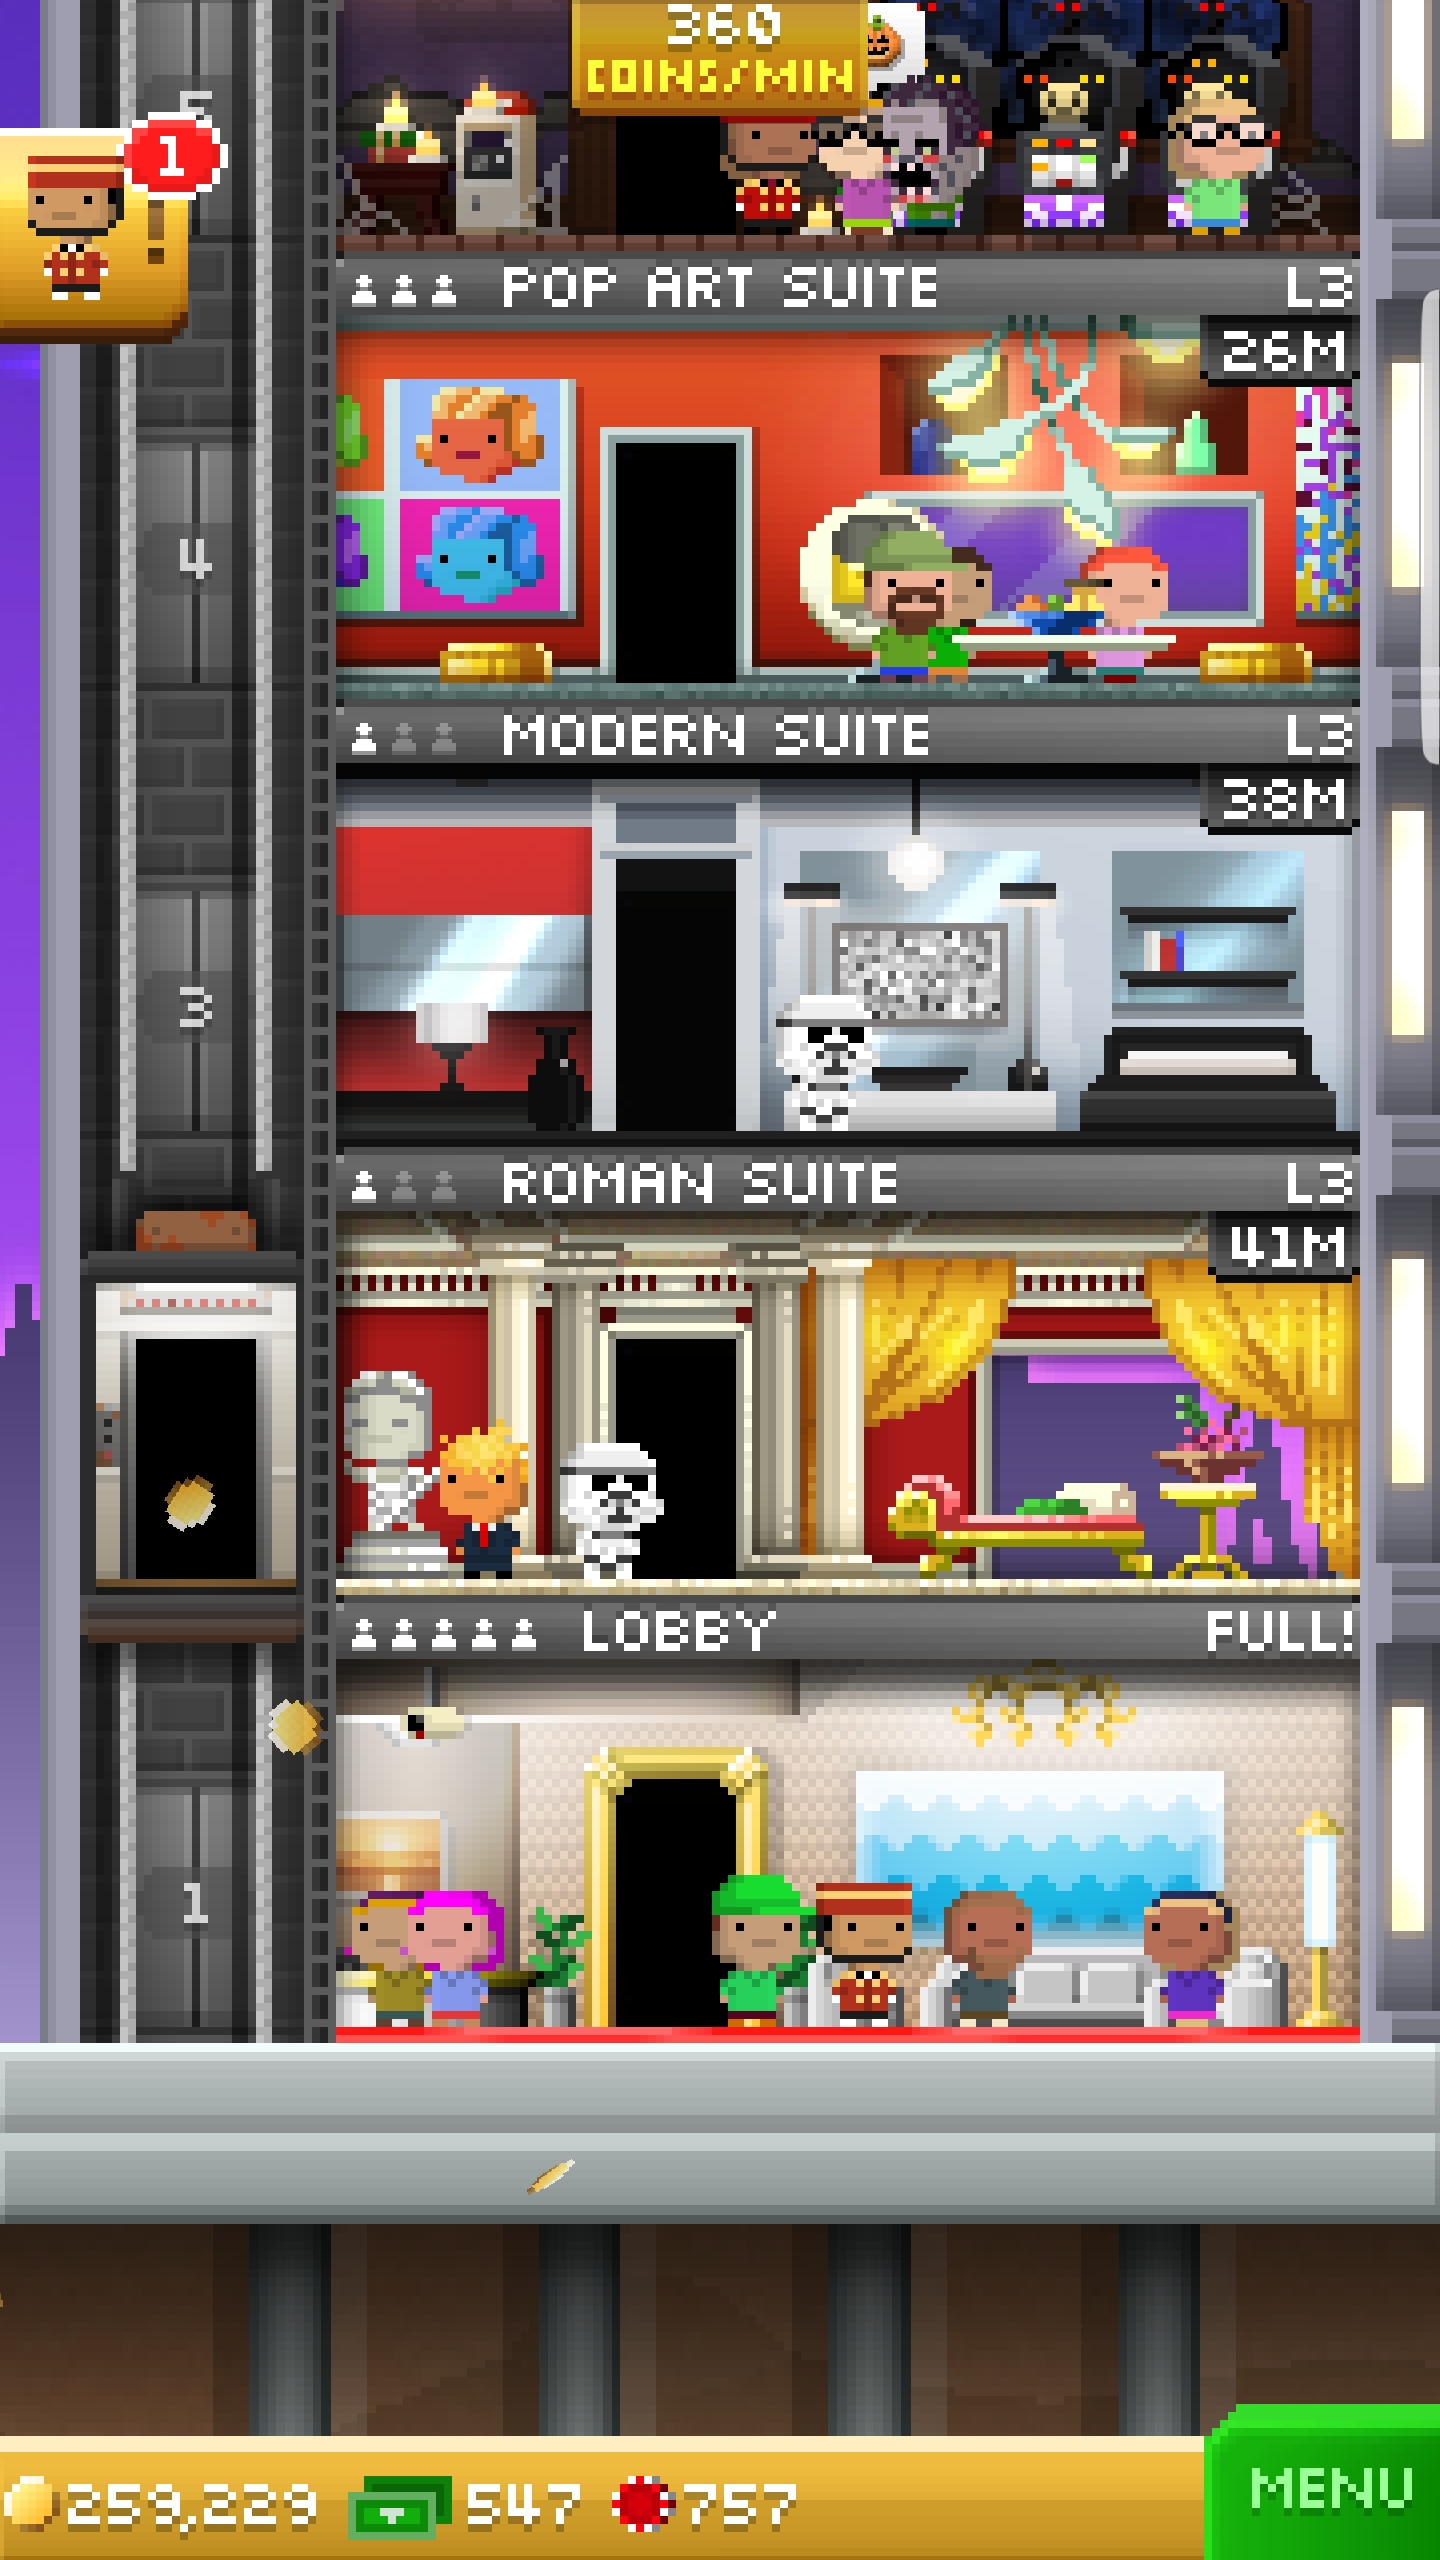 360
COINS/MIN
5
1
!
POP ART SUITE L3
26M
4
MODERN SUITE L3
38M
3
ROMAN SUITE L3
41M
LOBBY FULL!
1
259,229 547 757
MENU